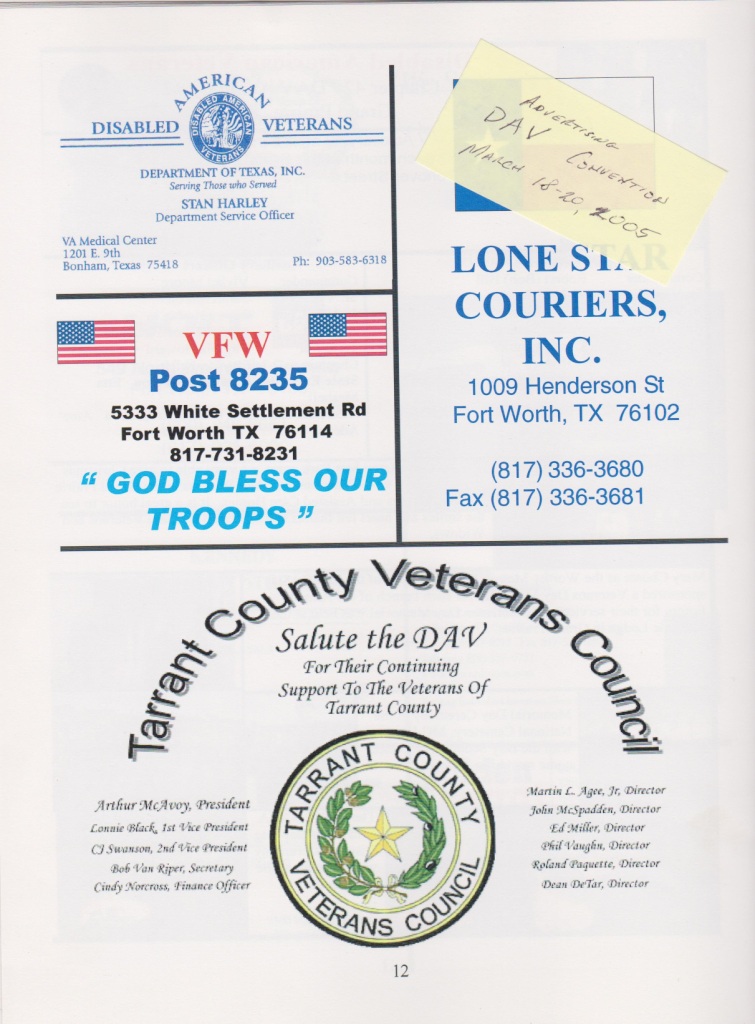 AMERICAN
DISABLED VETERANS
DISABLED AMERICAN
VETERANS
DEPARTMENT OF TEXAS, INC.
Serving Those who Served
STAN HARLEY
Department Service Officer
VA Medical Center
1201 E. 9th
Bonham, Texas 75418
Ph: 903-583-6318
ADVERTISING
DAV CONVENTION
MARCH 18-20, 2005
LONE STAR
COURIERS,
INC.
1009 Henderson St
Fort Worth, TX 76102
(817) 336-3680
Fax (817) 336-3681
VFW
Post 8235
5333 White Settlement Rd
Fort Worth TX 76114
817-731-8231
“ GOD BLESS OUR
TROOPS ”
Tarrant County Veterans Council
Salute the DAV
For Their Continuing
Support To The Veterans Of
Tarrant County
Arthur McAvoy, President
Lonnie Black, 1st Vice President
CJ Swanson, 2nd Vice President
Bob Van Riper, Secretary
Cindy Norcross, Finance Officer
TARRANT COUNTY
VETERANS COUNCIL
Martin L. Agee, Jr, Director
John McSpadden, Director
Ed Miller, Director
Phil Vaughn, Director
Roland Paquette, Director
Dean DeTar, Director
12